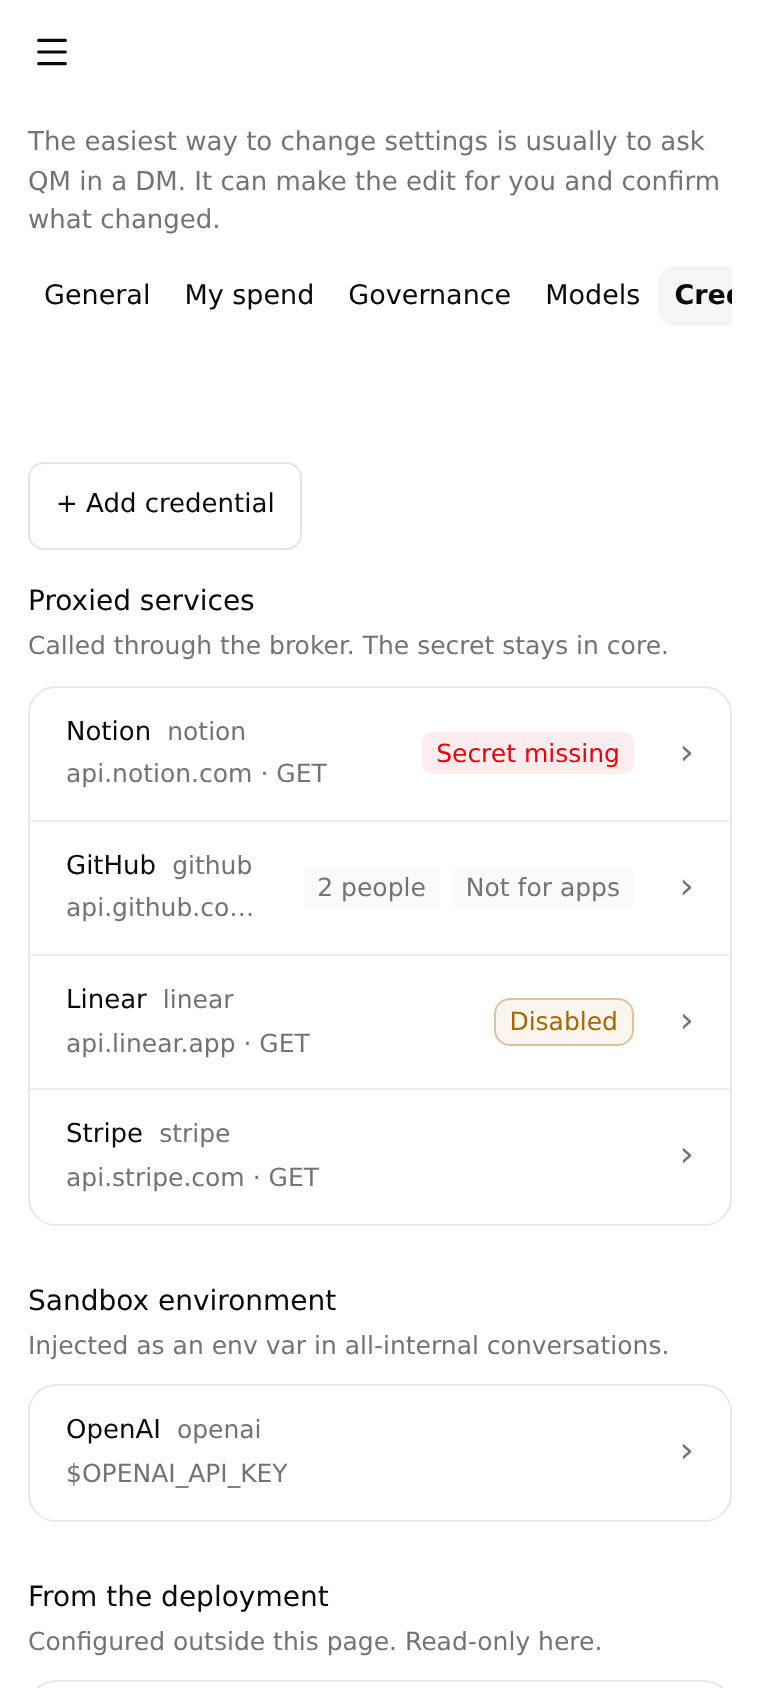 The easiest way to change settings is usually to ask
QM in a DM. It can make the edit for you and confirm
what changed.
General My spend Governance Models
+ Add credential
Proxied services
Called through the broker. The secret stays in core.
Notion notion
api.notion.com · GET
Secret missing
GitHub github
api.github.co...
2 people Not for apps
Linear linear
api.linear.app · GET
Disabled
Stripe stripe
api.stripe.com · GET
Sandbox environment
Injected as an env var in all-internal conversations.
OpenAI openai
$OPENAI_API_KEY
From the deployment
Configured outside this page. Read-only here.